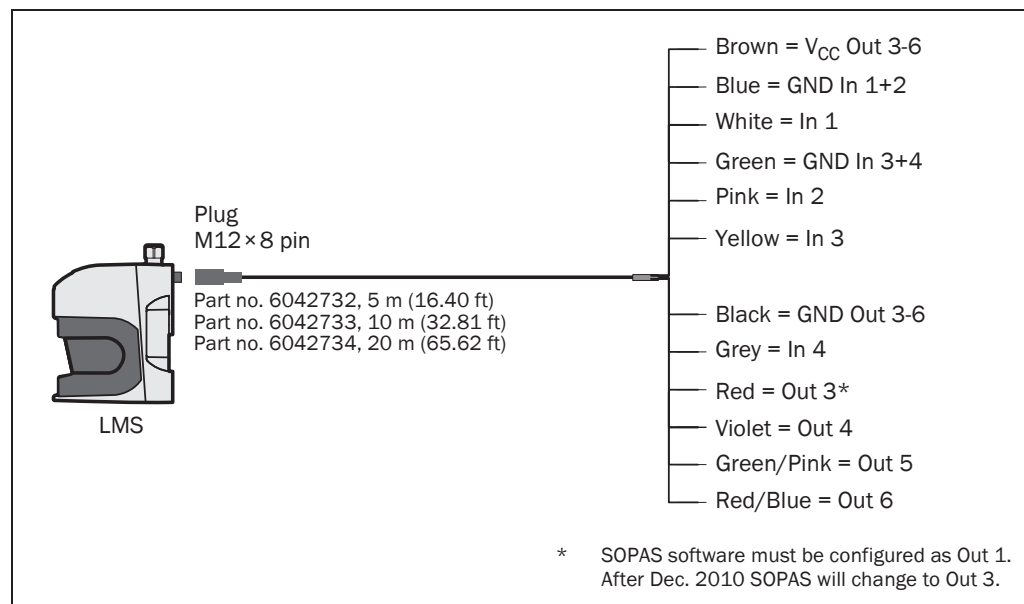 Brown = VCC Out 3-6
Blue = GND In 1+2
White = In 1
Green = GND In 3+4
Pink = In 2
Yellow = In 3
Plug
M12×8 pin
Part no. 6042732, 5 m (16.40 ft)
Part no. 6042733, 10 m (32.81 ft)
Part no. 6042734, 20 m (65.62 ft)
LMS
Black = GND Out 3-6
Grey = In 4
Red = Out 3*
Violet = Out 4
Green/Pink = Out 5
Red/Blue = Out 6
* SOPAS software must be configured as Out 1.
After Dec. 2010 SOPAS will change to Out 3.